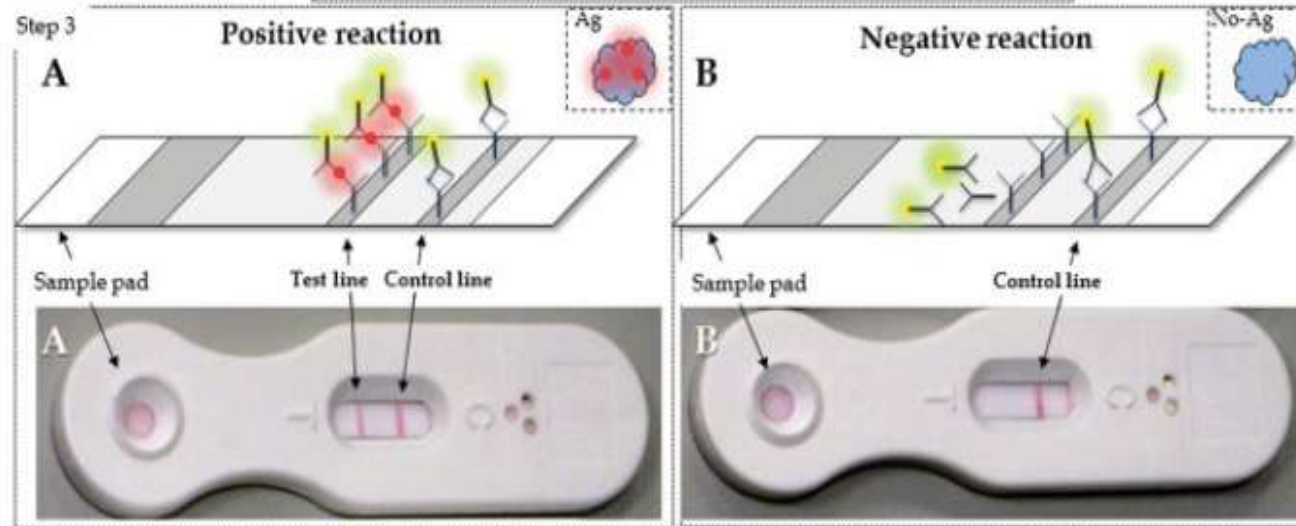 Step 3
Positive reaction
Ag
A
Sample pad
Test line
Control line
A
Negative reaction
No-Ag
B
Sample pad
Control line
B